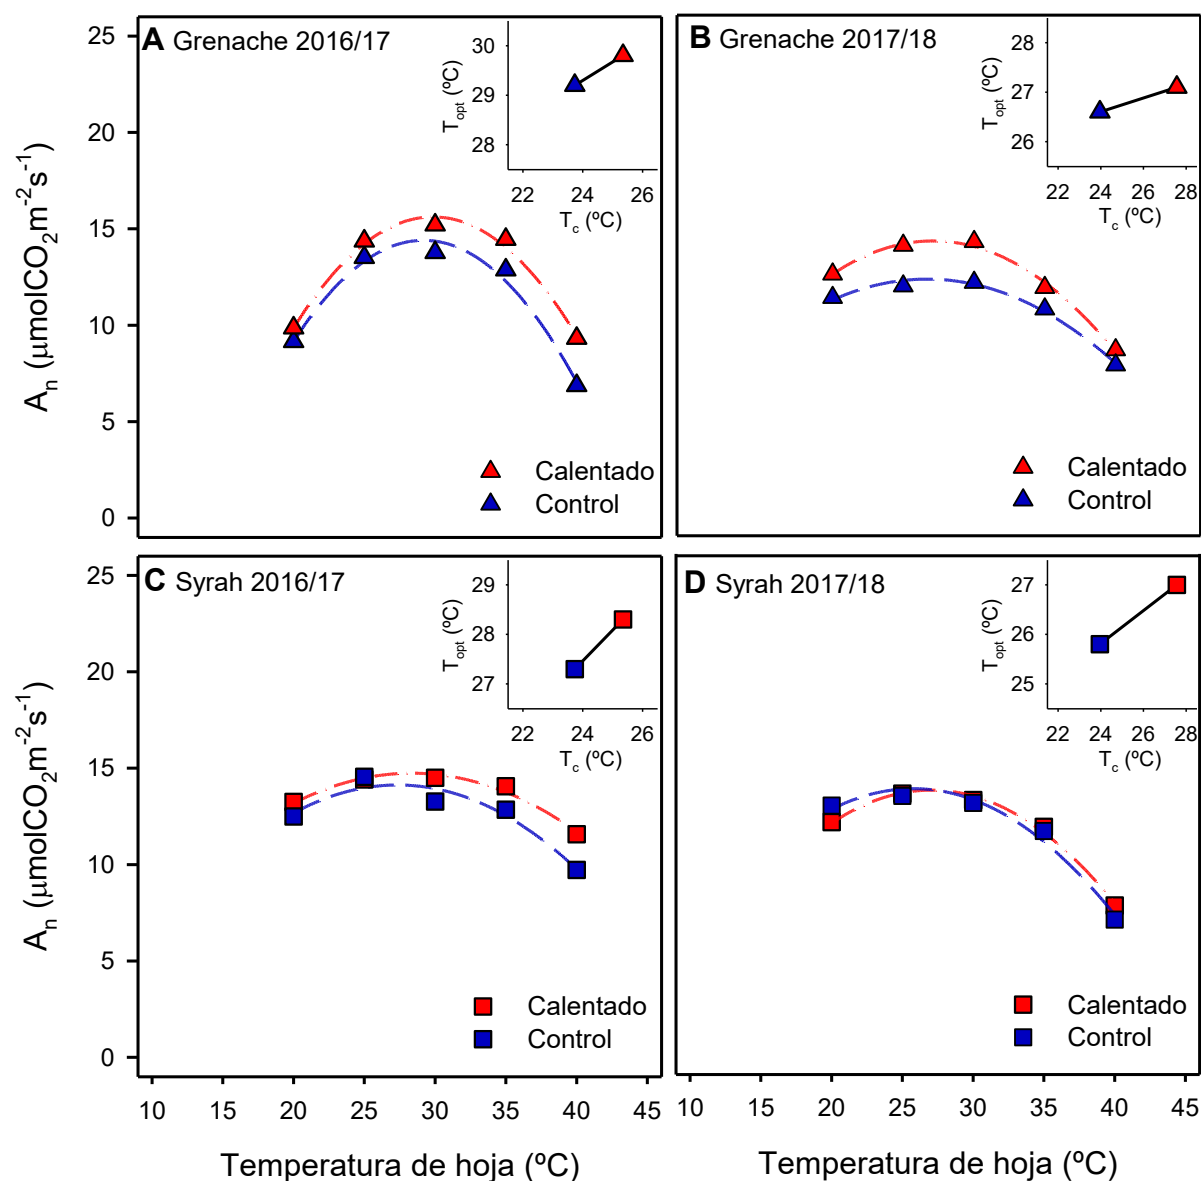 A Grenache 2016/17
25
20
15
10
5
0
Aₙ (μmolCO₂m⁻²s⁻¹)
30
29
28
T_opt (ºC)
22 24 26
T_c (ºC)
Calentado
Control
B Grenache 2017/18
28
27
26
T_opt (ºC)
22 24 26 28
T_c (ºC)
Calentado
Control
C Syrah 2016/17
25
20
15
10
5
0
Aₙ (μmolCO₂m⁻²s⁻¹)
29
28
27
T_opt (ºC)
22 24 26
T_c (ºC)
Calentado
Control
10 15 20 25 30 35 40 45
Temperatura de hoja (ºC)
D Syrah 2017/18
27
26
25
T_opt (ºC)
22 24 26 28
T_c (ºC)
Calentado
Control
10 15 20 25 30 35 40 45
Temperatura de hoja (ºC)